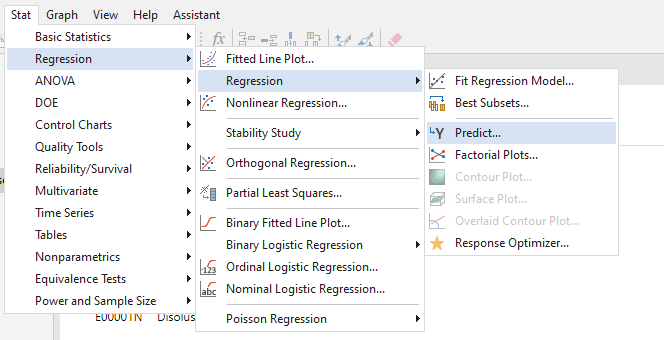 Stat Graph View Help Assistant
Basic Statistics
Regression
ANOVA
DOE
Control Charts
Quality Tools
Reliability/Survival
Multivariate
Time Series
Tables
Nonparametrics
Equivalence Tests
Power and Sample Size
fx
Fitted Line Plot...
Regression
Nonlinear Regression...
Stability Study
Orthogonal Regression...
Partial Least Squares...
Binary Fitted Line Plot...
Binary Logistic Regression
Ordinal Logistic Regression...
Nominal Logistic Regression...
Poisson Regression
Fit Regression Model...
Best Subsets...
Predict...
Factorial Plots...
Contour Plot...
Surface Plot...
Overlaid Contour Plot...
Response Optimizer...